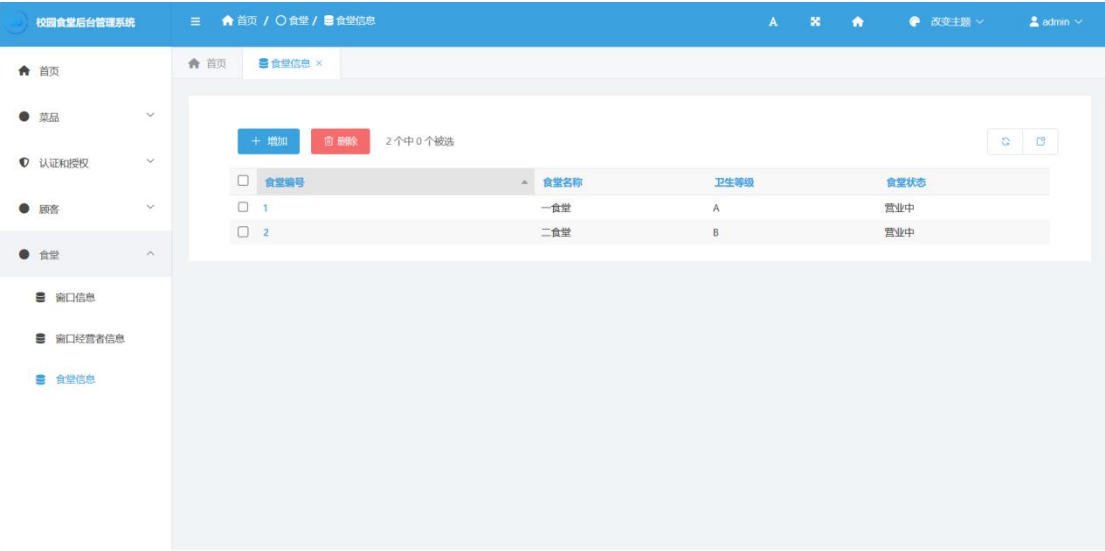 校园食堂后台管理系统
首页 / 食堂 / 食堂信息
A
改变主题
admin
首页
食堂信息 ×
首页
菜品
认证和授权
顾客
食堂
窗口信息
窗口经营者信息
食堂信息
+ 增加 删除 2 个中 0 个被选
食堂编号 食堂名称 卫生等级 食堂状态
1 一食堂 A 营业中
2 二食堂 B 营业中